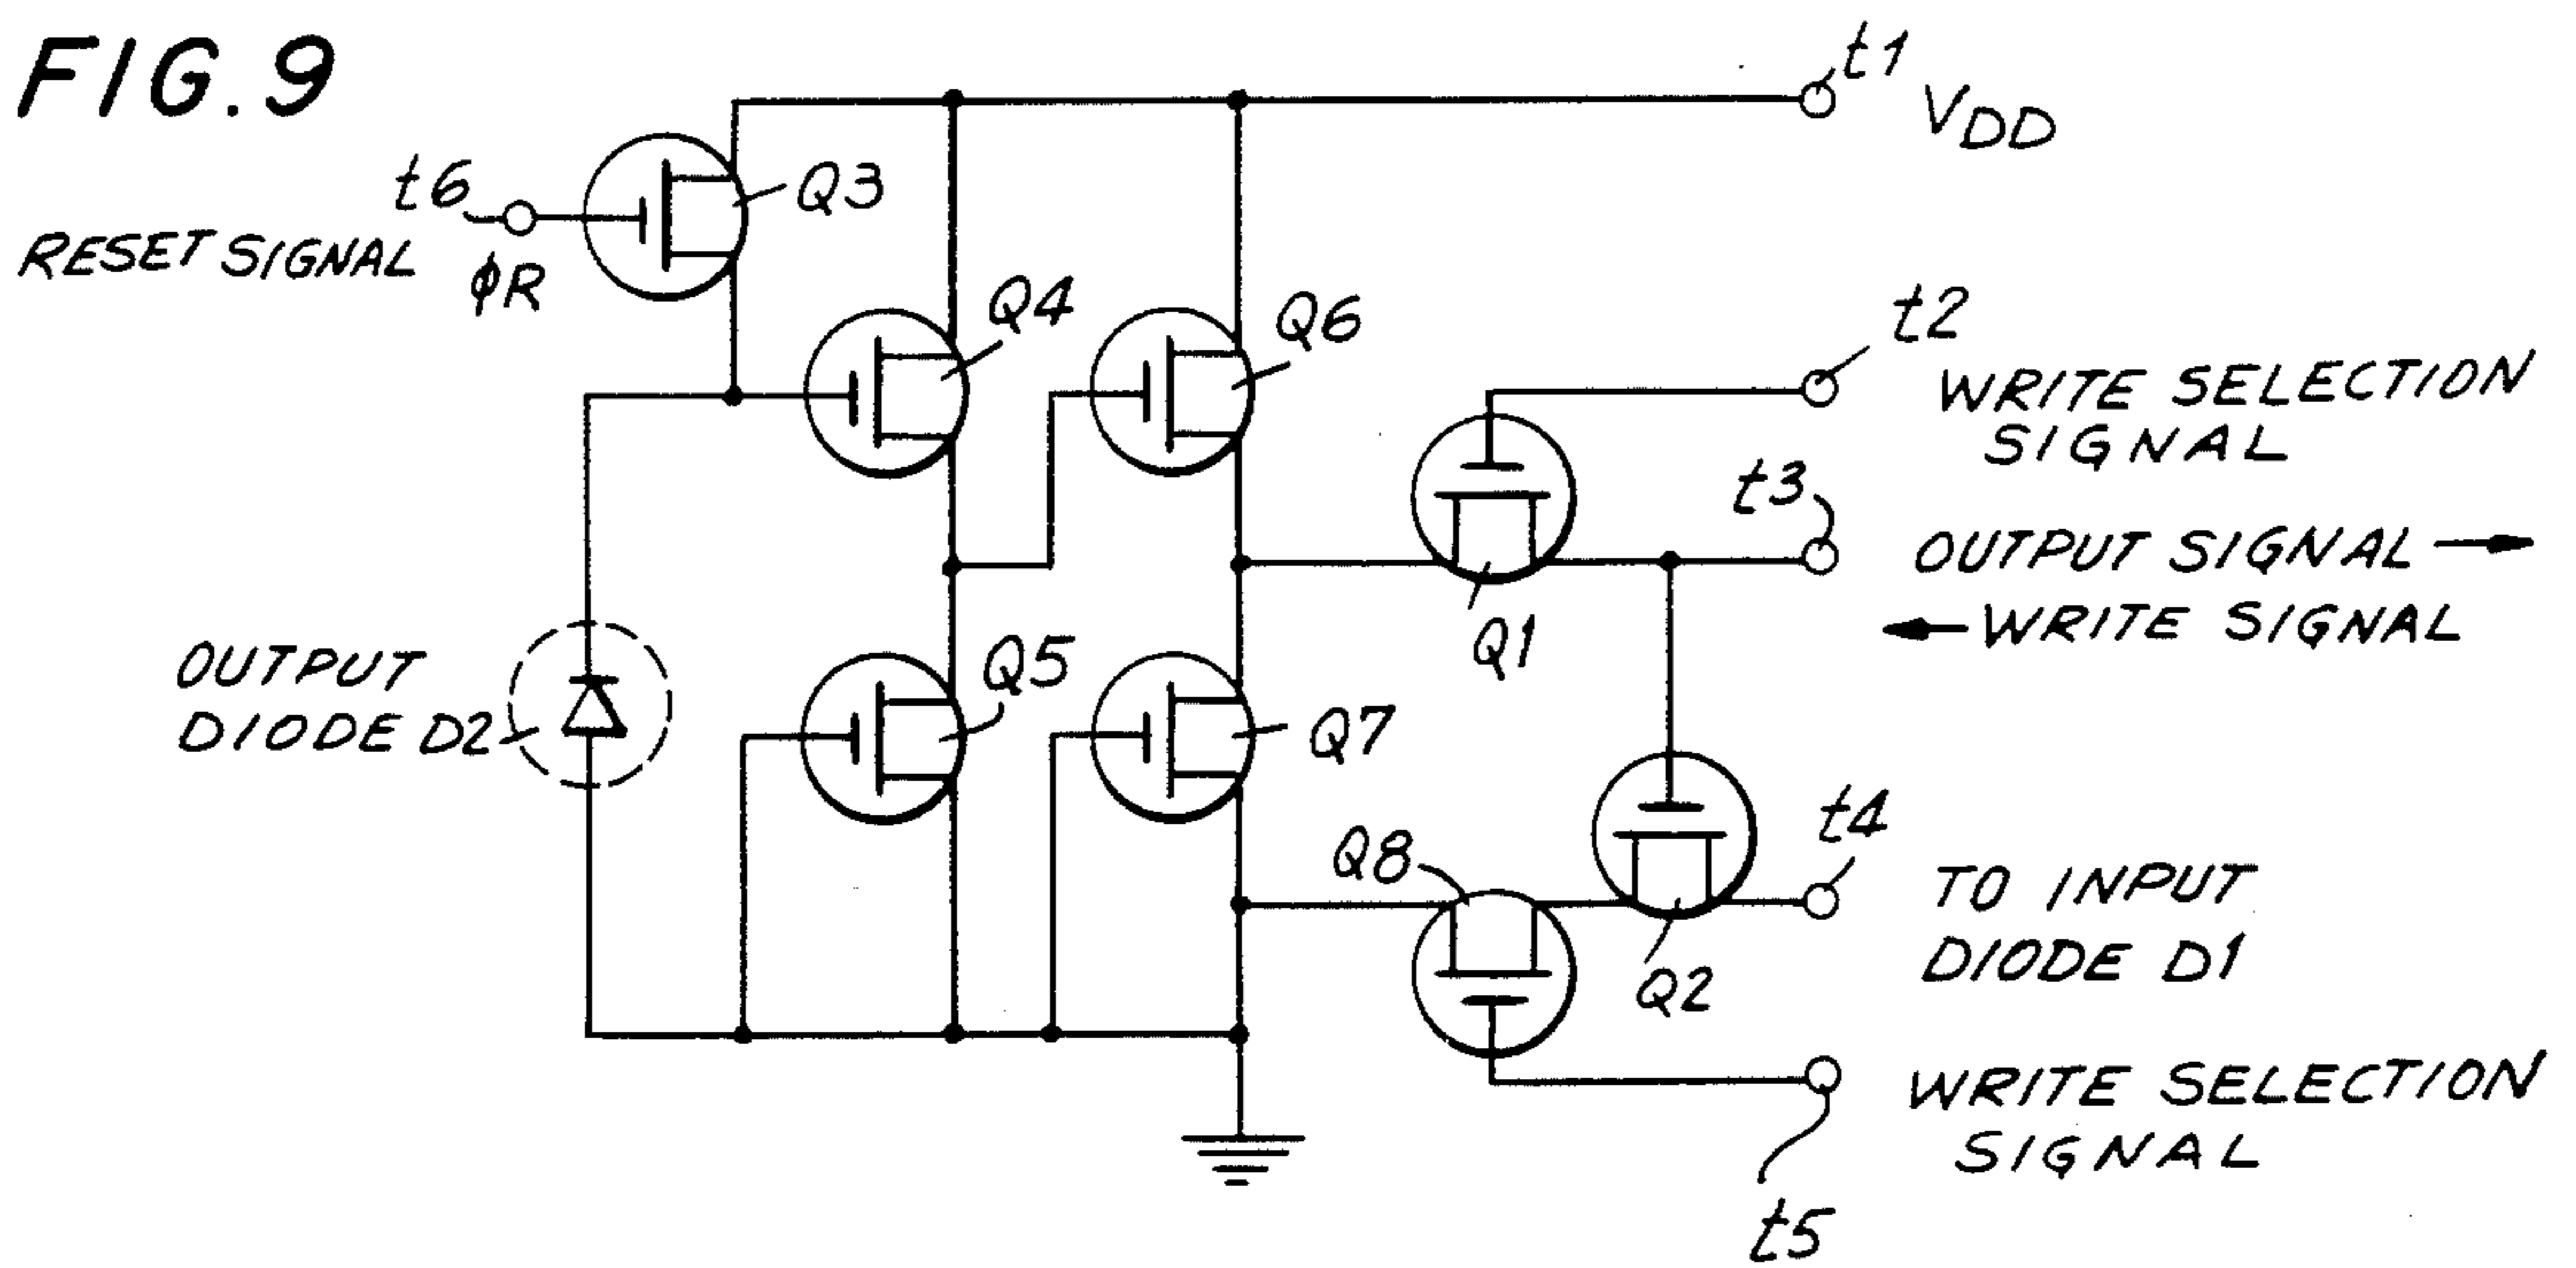 FIG. 9
t1
VDD
t6
Q3
RESET SIGNAL
φR
Q4
Q6
t2
WRITE SELECTION
SIGNAL
t3
OUTPUT SIGNAL →
← WRITE SIGNAL
Q1
OUTPUT
DIODE D2
Q5
Q7
Q8
t4
TO INPUT
DIODE D1
Q2
WRITE SELECTION
SIGNAL
t5